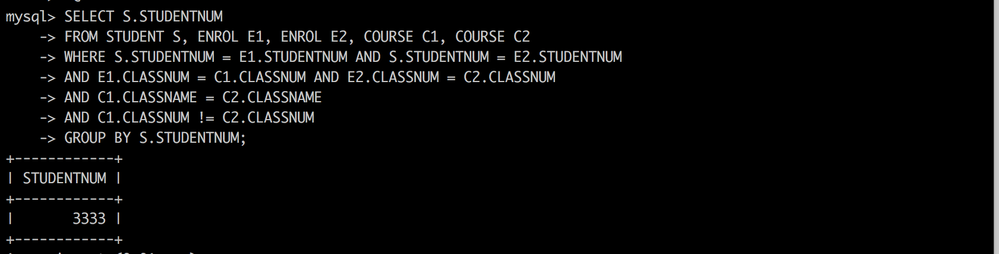 mysql> SELECT S.STUDENTNUM
    -> FROM STUDENT S, ENROL E1, ENROL E2, COURSE C1, COURSE C2
    -> WHERE S.STUDENTNUM = E1.STUDENTNUM AND S.STUDENTNUM = E2.STUDENTNUM
    -> AND E1.CLASSNUM = C1.CLASSNUM AND E2.CLASSNUM = C2.CLASSNUM
    -> AND C1.CLASSNAME = C2.CLASSNAME
    -> AND C1.CLASSNUM != C2.CLASSNUM
    -> GROUP BY S.STUDENTNUM;
+------------+
| STUDENTNUM |
+------------+
|       3333 |
+------------+